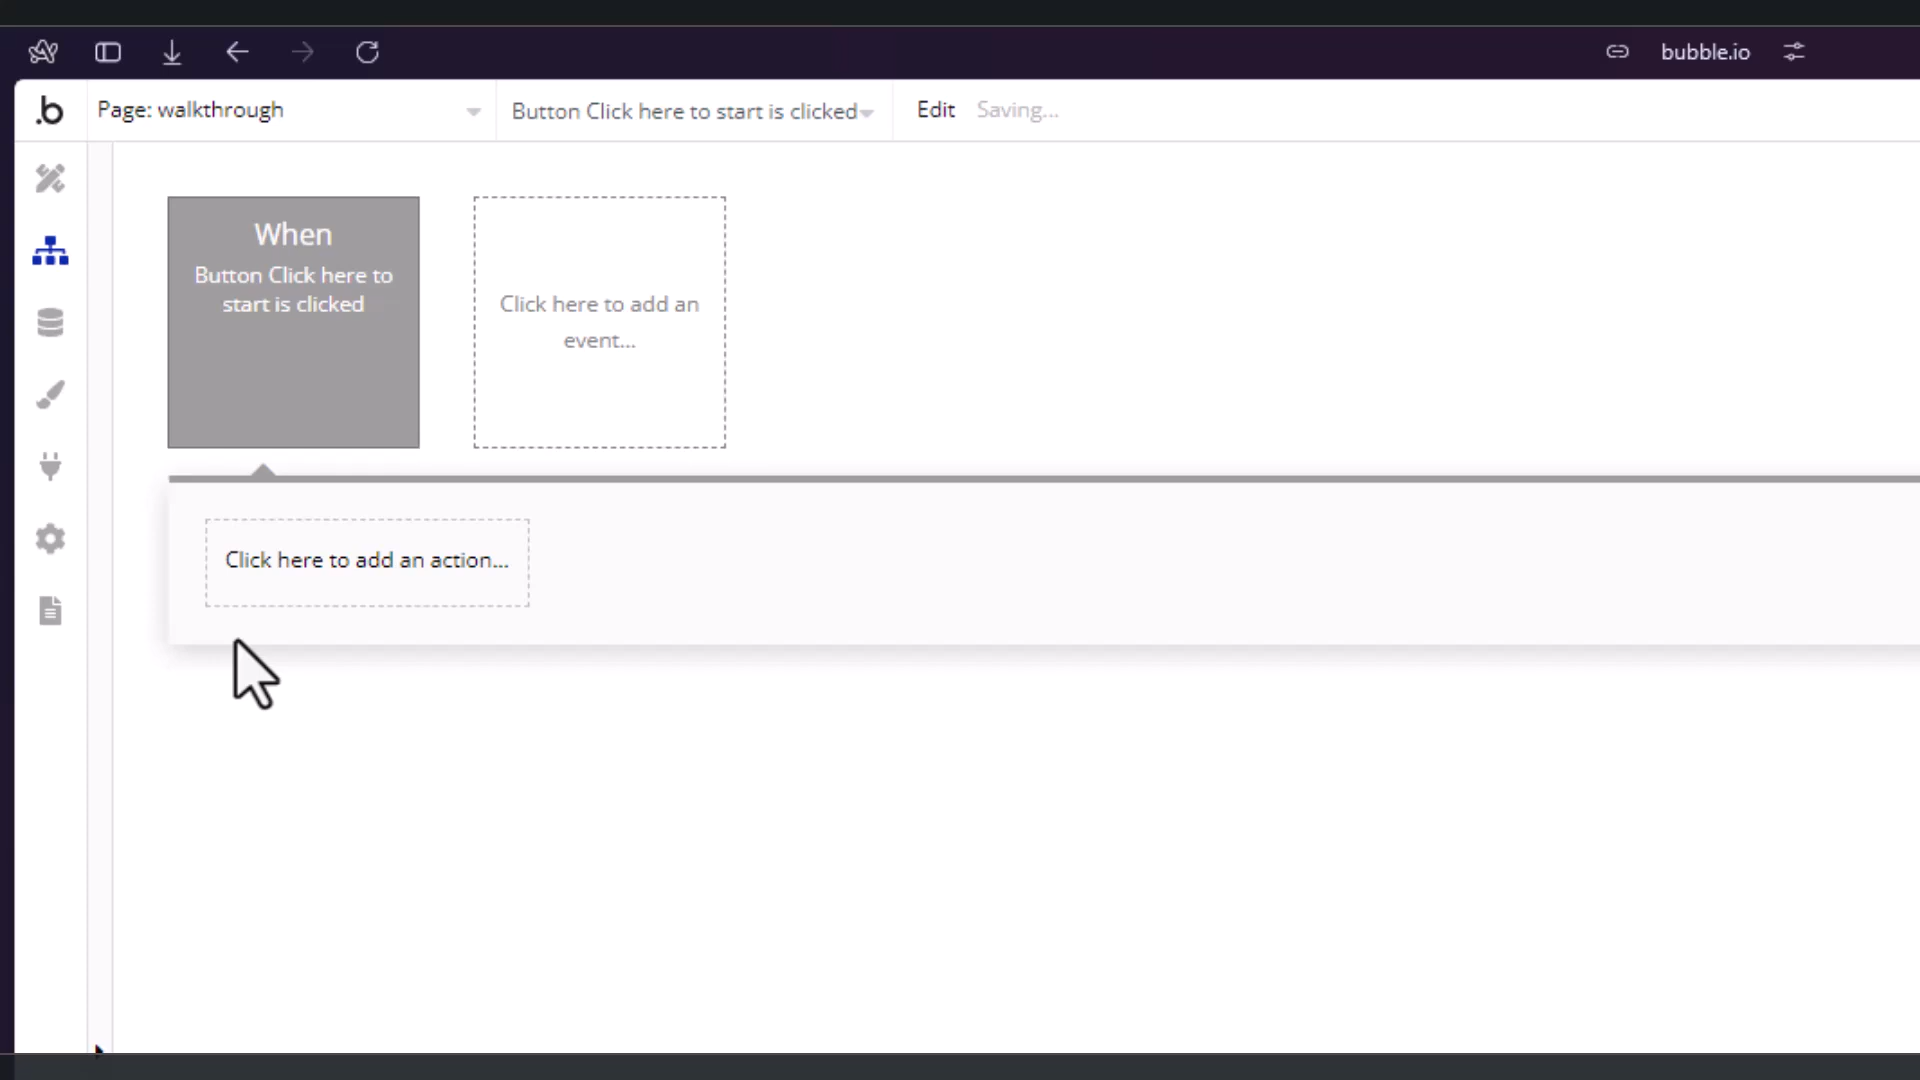 bubble.io
.b
Page: walkthrough
Button Click here to start is clicked
Edit
Saving...
When
Button Click here to
start is clicked
Click here to add an
event...
Click here to add an action...